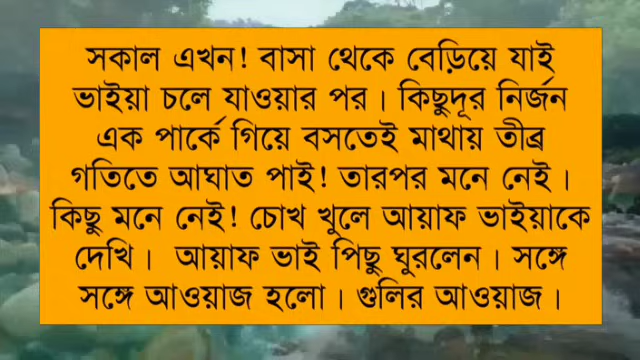 সকাল এখন! বাসা থেকে বেড়িয়ে যাই
ভাইয়া চলে যাওয়ার পর। কিছুদূর নির্জন
এক পার্কে গিয়ে বসতেই মাথায় তীব্র
গতিতে আঘাত পাই! তারপর মনে নেই।
কিছু মনে নেই! চোখ খুলে আয়াফ ভাইয়াকে
দেখি। আয়াফ ভাই পিছু ঘুরলেন। সঙ্গে
সঙ্গে আওয়াজ হলো। গুলির আওয়াজ।